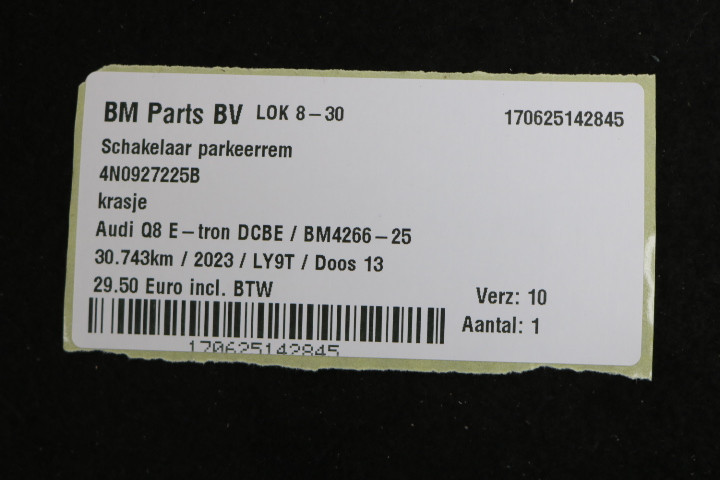 BM Parts BV LOK 8-30 170625142845
Schakelaar parkeerrem
4N0927225B
krasje
Audi Q8 E-tron DCBE / BM4266-25
30.743km / 2023 / LY9T / Doos 13
29.50 Euro incl. BTW Verz: 10
Aantal: 1
170625142845